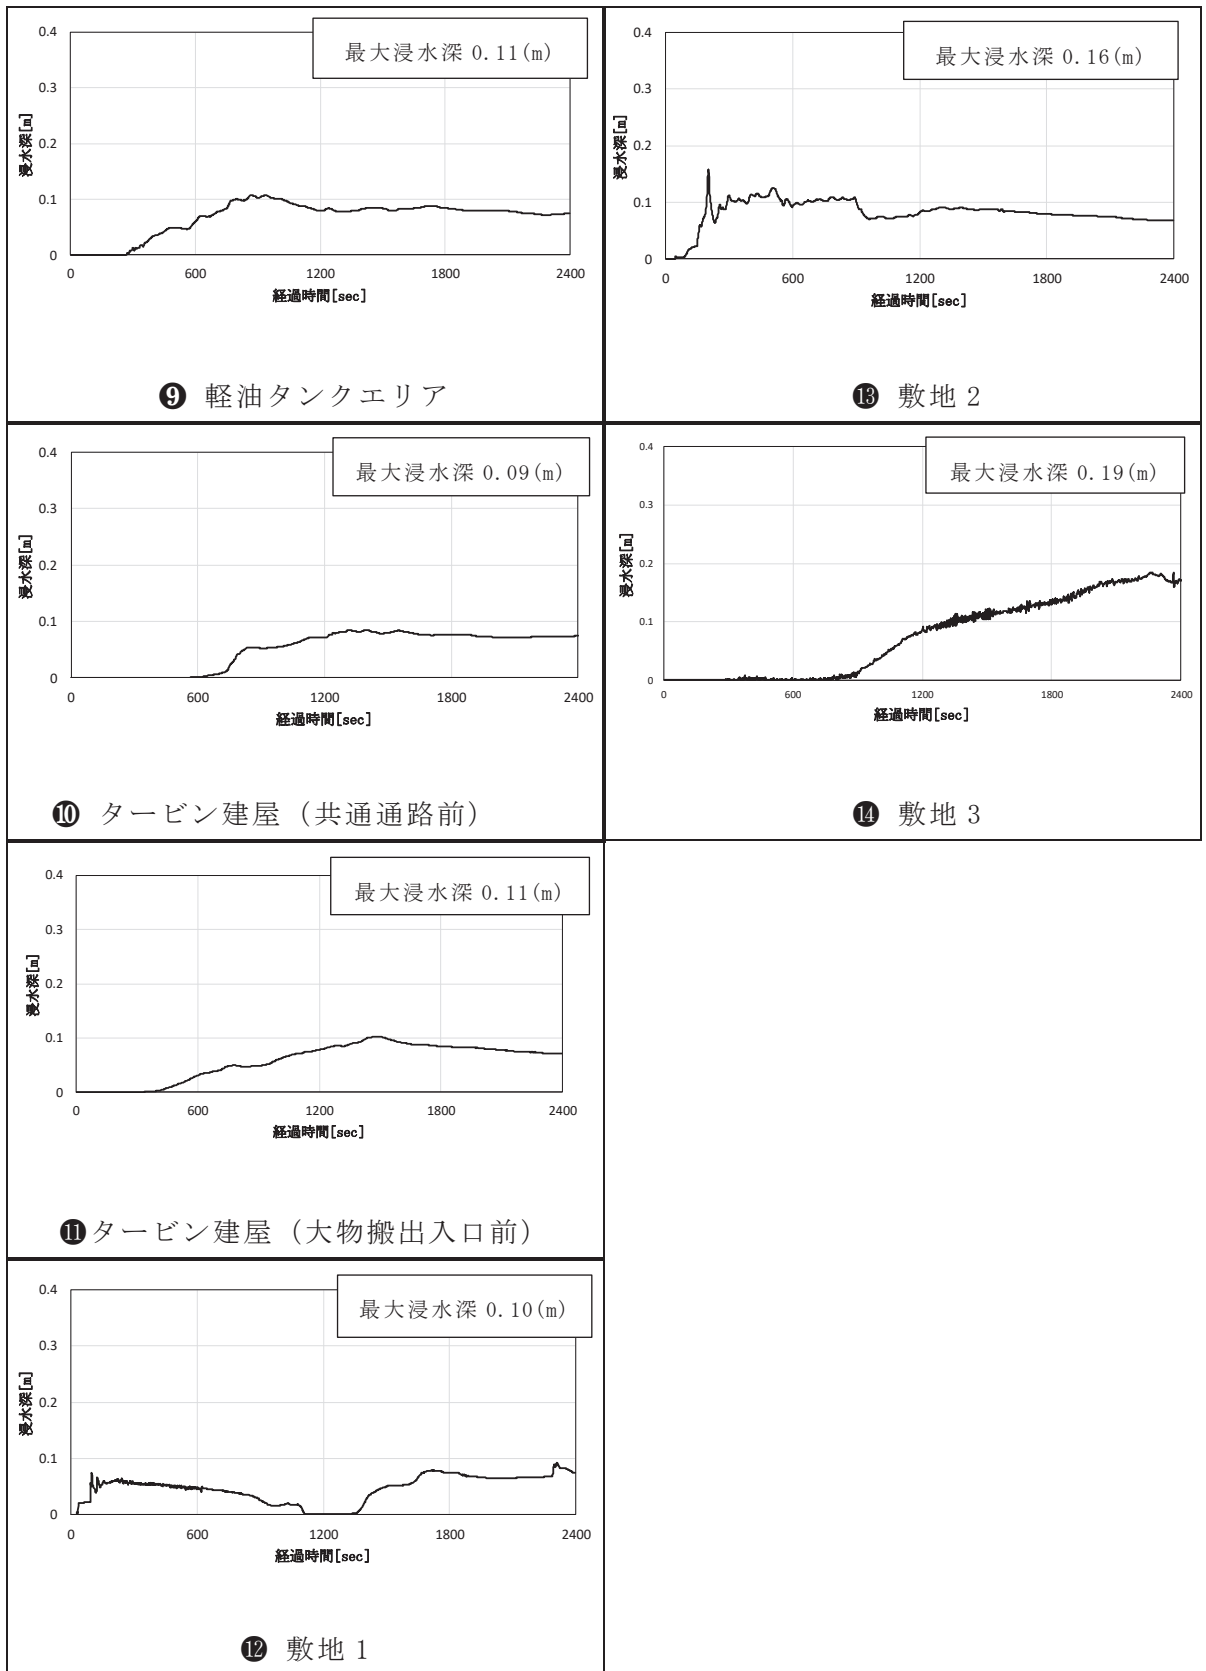 最大浸水深 0.11(m)
0.4
0.3
0.2
0.1
0
浸水深[m]
0
600
1200
1800
2400
経過時間[sec]
❾ 軽油タンクエリア
最大浸水深 0.16(m)
0.4
0.3
0.2
0.1
0
浸水深[m]
0
600
1200
1800
2400
経過時間[sec]
⓭ 敷地 2
最大浸水深 0.09(m)
0.4
0.3
0.2
0.1
0
浸水深[m]
0
600
1200
1800
2400
経過時間[sec]
❿ タービン建屋（共通通路前）
最大浸水深 0.19(m)
0.4
0.3
0.2
0.1
0
浸水深[m]
0
600
1200
1800
2400
経過時間[sec]
⓮ 敷地 3
最大浸水深 0.11(m)
0.4
0.3
0.2
0.1
0
浸水深[m]
0
600
1200
1800
2400
経過時間[sec]
⓫タービン建屋（大物搬出入口前）
最大浸水深 0.10(m)
0.4
0.3
0.2
0.1
0
浸水深[m]
0
600
1200
1800
2400
経過時間[sec]
⓬ 敷地 1